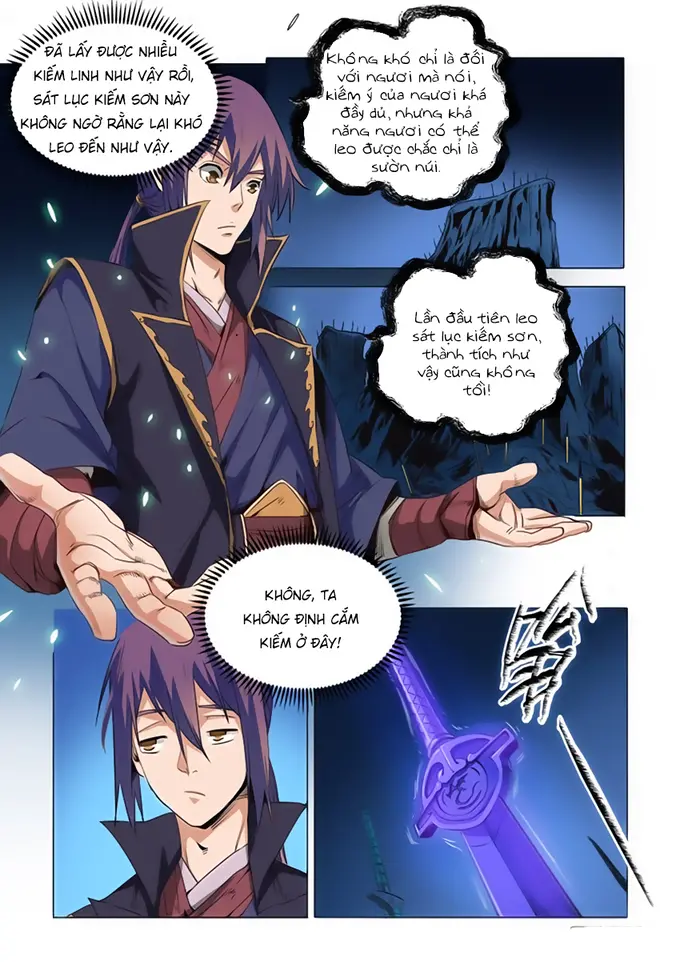 ĐÃ LẤY ĐƯỢC NHIỀU
KIẾM LINH NHƯ VẬY RỒI,
SÁT LỤC KIẾM SƠN NÀY
KHÔNG NGỜ RẰNG LẠI KHÓ
LEO ĐẾN NHƯ VẬY.
Không khó chỉ là đối
với ngươi mà nói,
kiếm ý của ngươi khá
đầy dủ, nhưng khả
năng ngươi có thể
leo được chắc chỉ là
sườn núi.
Lần đầu tiên leo
sát lục kiếm sơn,
thành tích như
vậy cũng không
tồi!
KHÔNG, TA
KHÔNG ĐỊNH CẮM
KIẾM Ở ĐÂY!